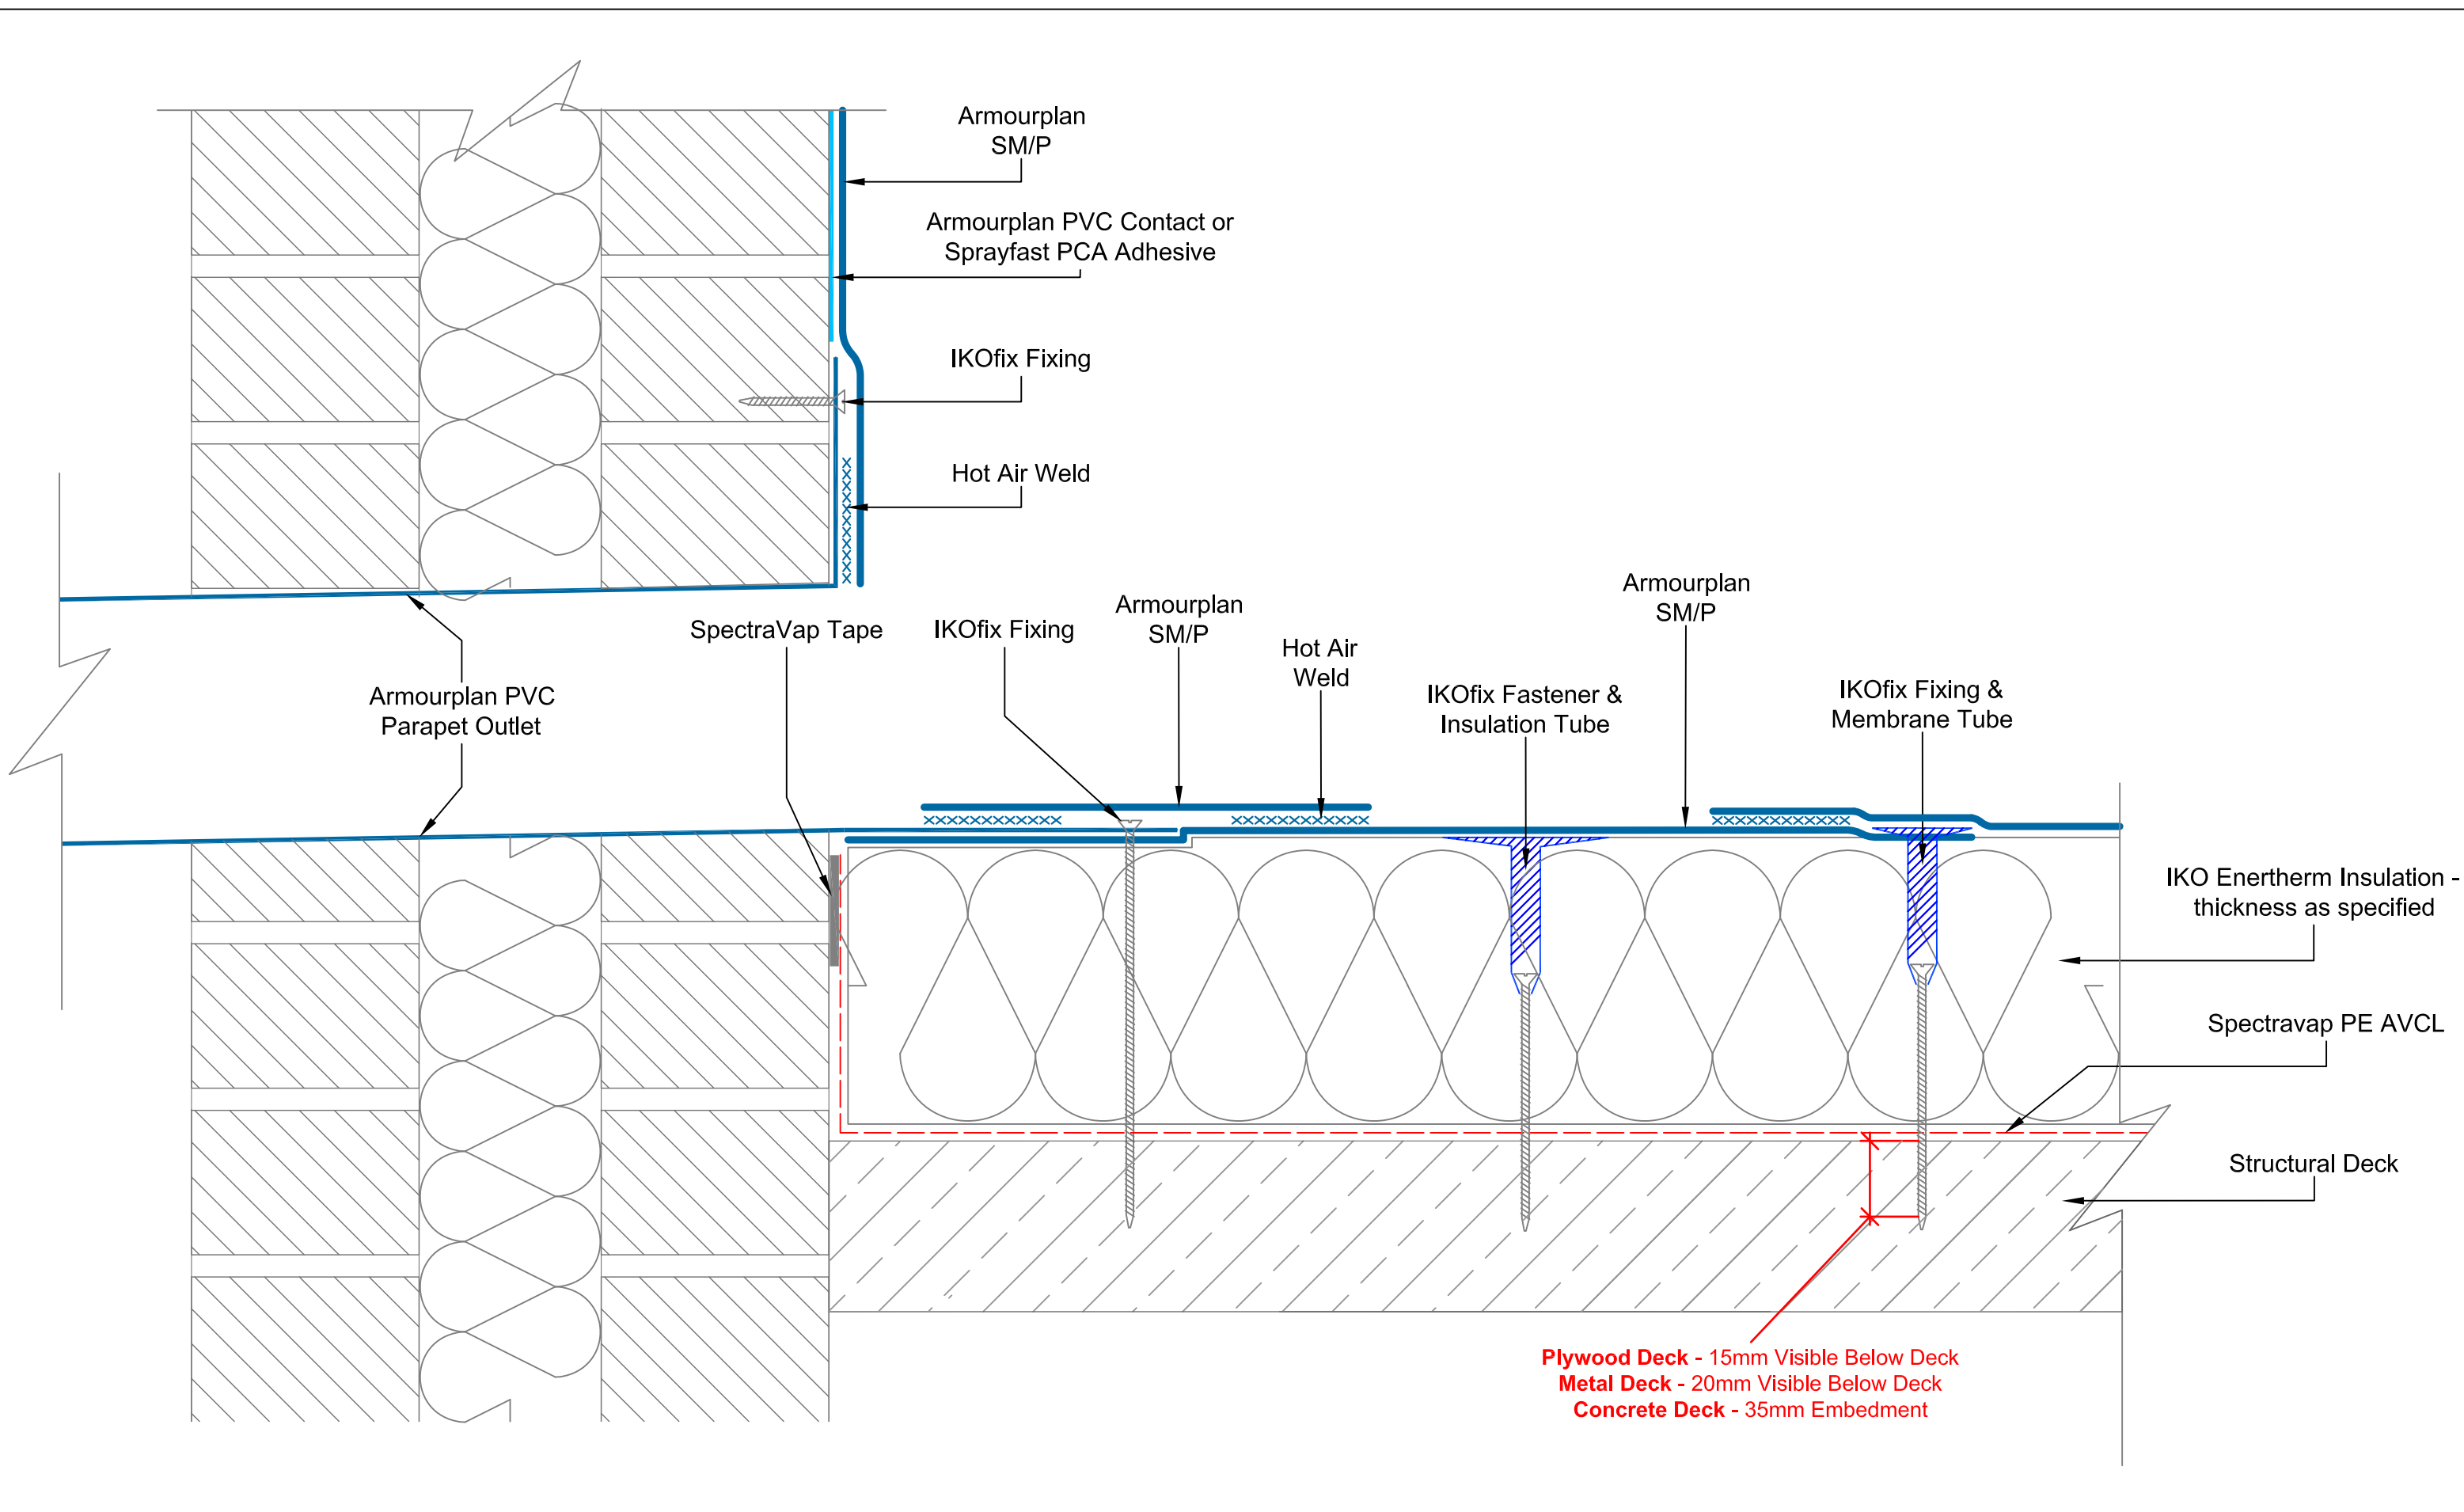 Armourplan
SM/P
Armourplan PVC Contact or
Sprayfast PCA Adhesive
IKOfix Fixing
Hot Air Weld
Armourplan PVC
Parapet Outlet
SpectraVap Tape
IKOfix Fixing
Armourplan
SM/P
Hot Air
Weld
IKOfix Fastener &
Insulation Tube
Armourplan
SM/P
IKOfix Fixing &
Membrane Tube
IKO Enertherm Insulation -
thickness as specified
Spectravap PE AVCL
Structural Deck
Plywood Deck - 15mm Visible Below Deck
Metal Deck - 20mm Visible Below Deck
Concrete Deck - 35mm Embedment